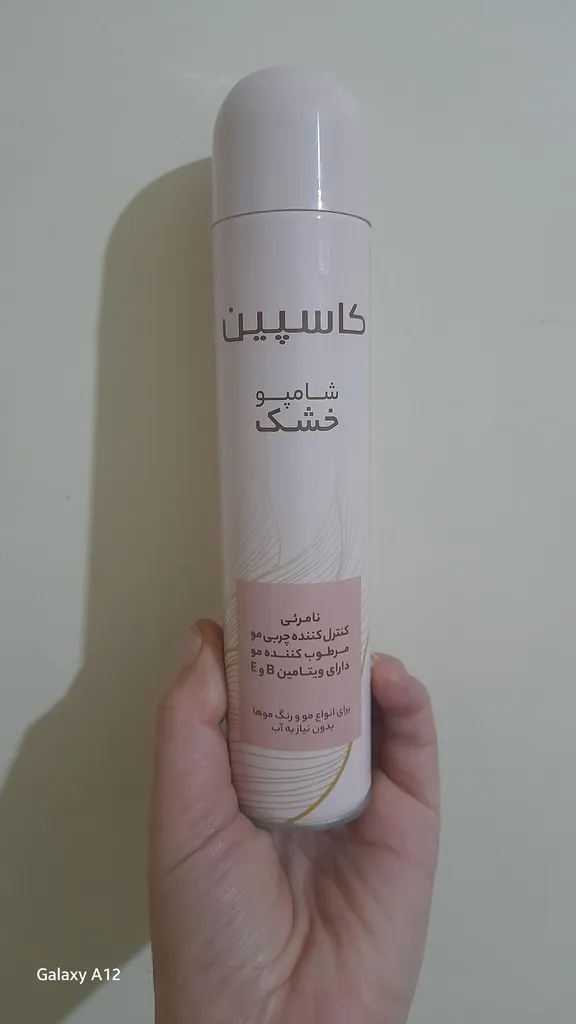 کاسپین
شامپو
خشک
نامرئی
کنترل کننده چربی مو
مرطوب کننده مو
دارای ویتامین B و E
برای انواع مو و رنگ موها
بدون نیاز به آب
Galaxy A12